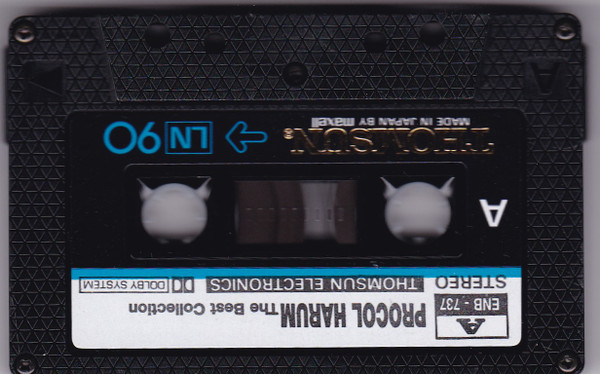 A
ENB - 737
PROCOL HARUM The Best Collection
STEREO
THOMSUN ELECTRONICS
DOLBY SYSTEM
A
THOMSUN
MADE IN JAPAN BY maxell
LN 90
A